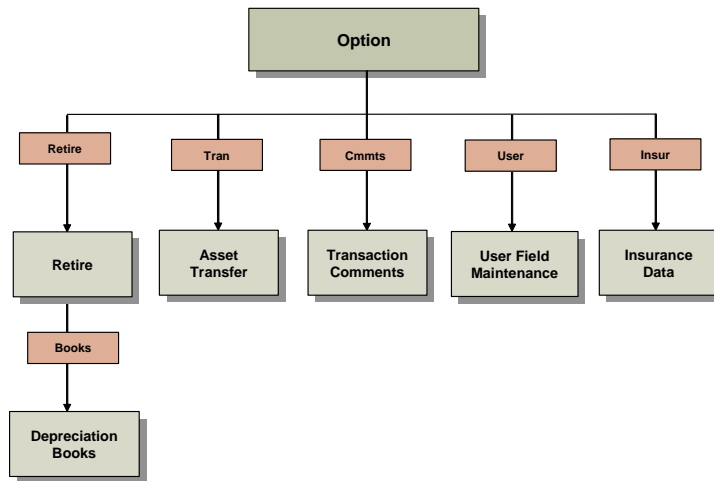 Option
Retire
Tran
Cmmts
User
Insur
Retire
Asset
Transfer
Transaction
Comments
User Field
Maintenance
Insurance
Data
Books
Depreciation
Books